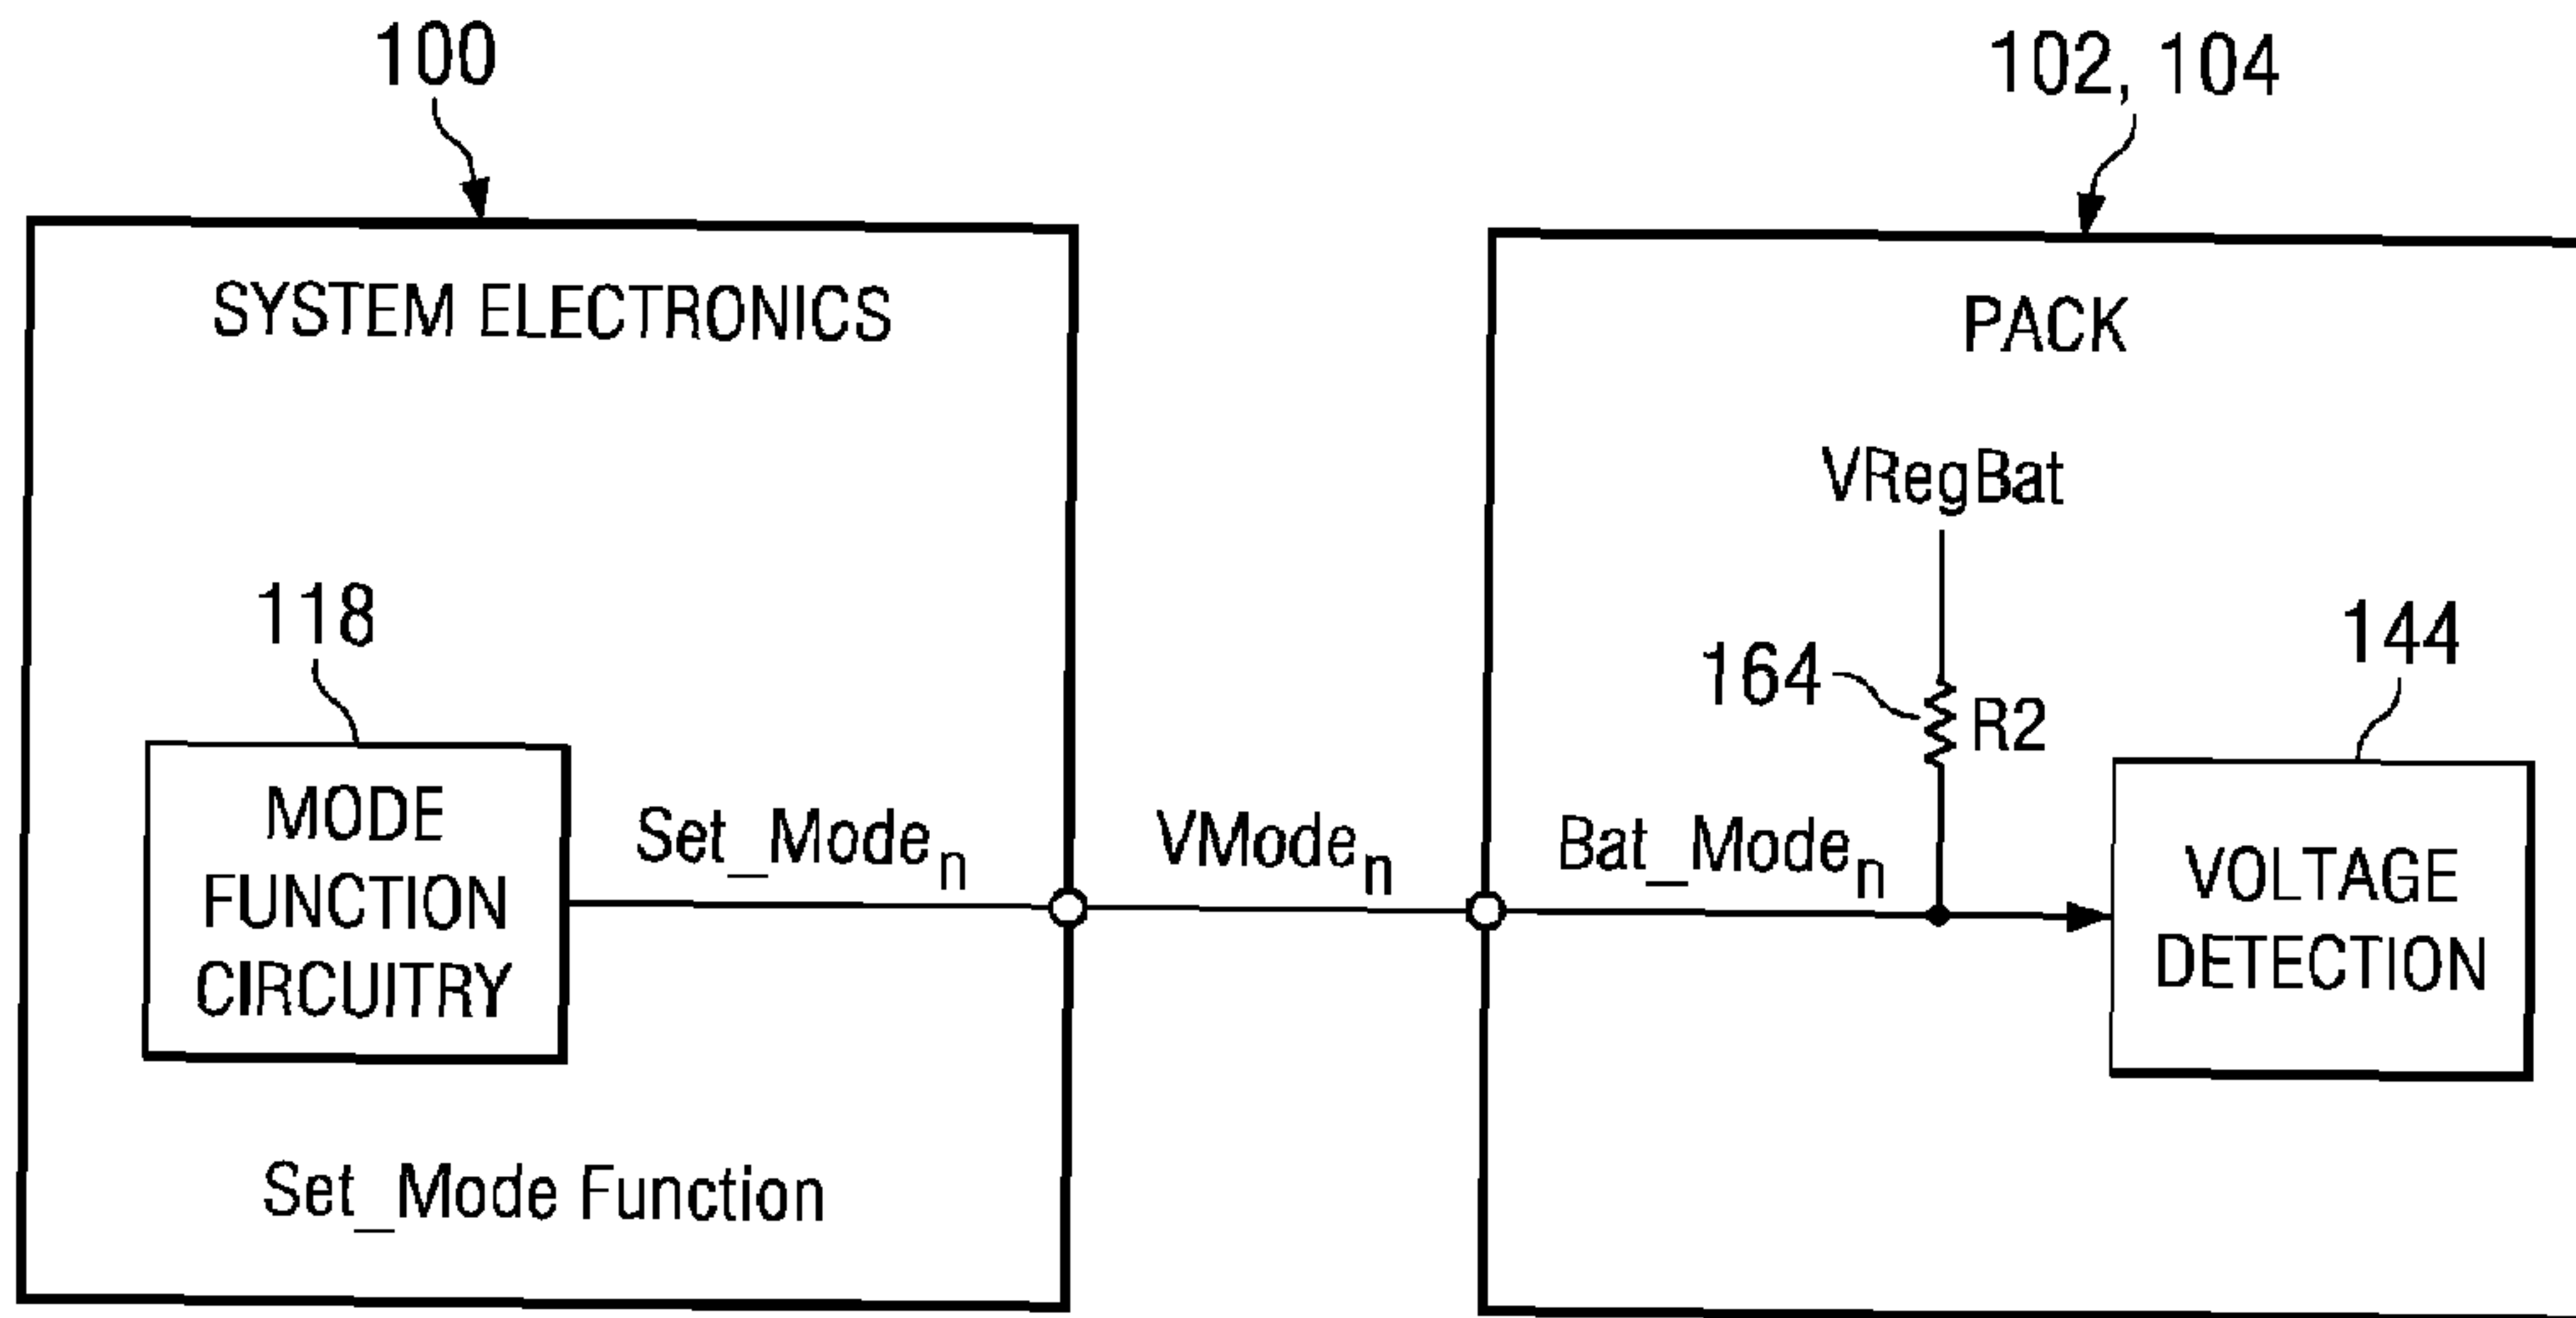 100
102, 104
SYSTEM ELECTRONICS
PACK
VRegBat
118
164
R2
144
MODE
FUNCTION
CIRCUITRY
Set_Moden
VModen
Bat_Moden
VOLTAGE
DETECTION
Set_Mode Function